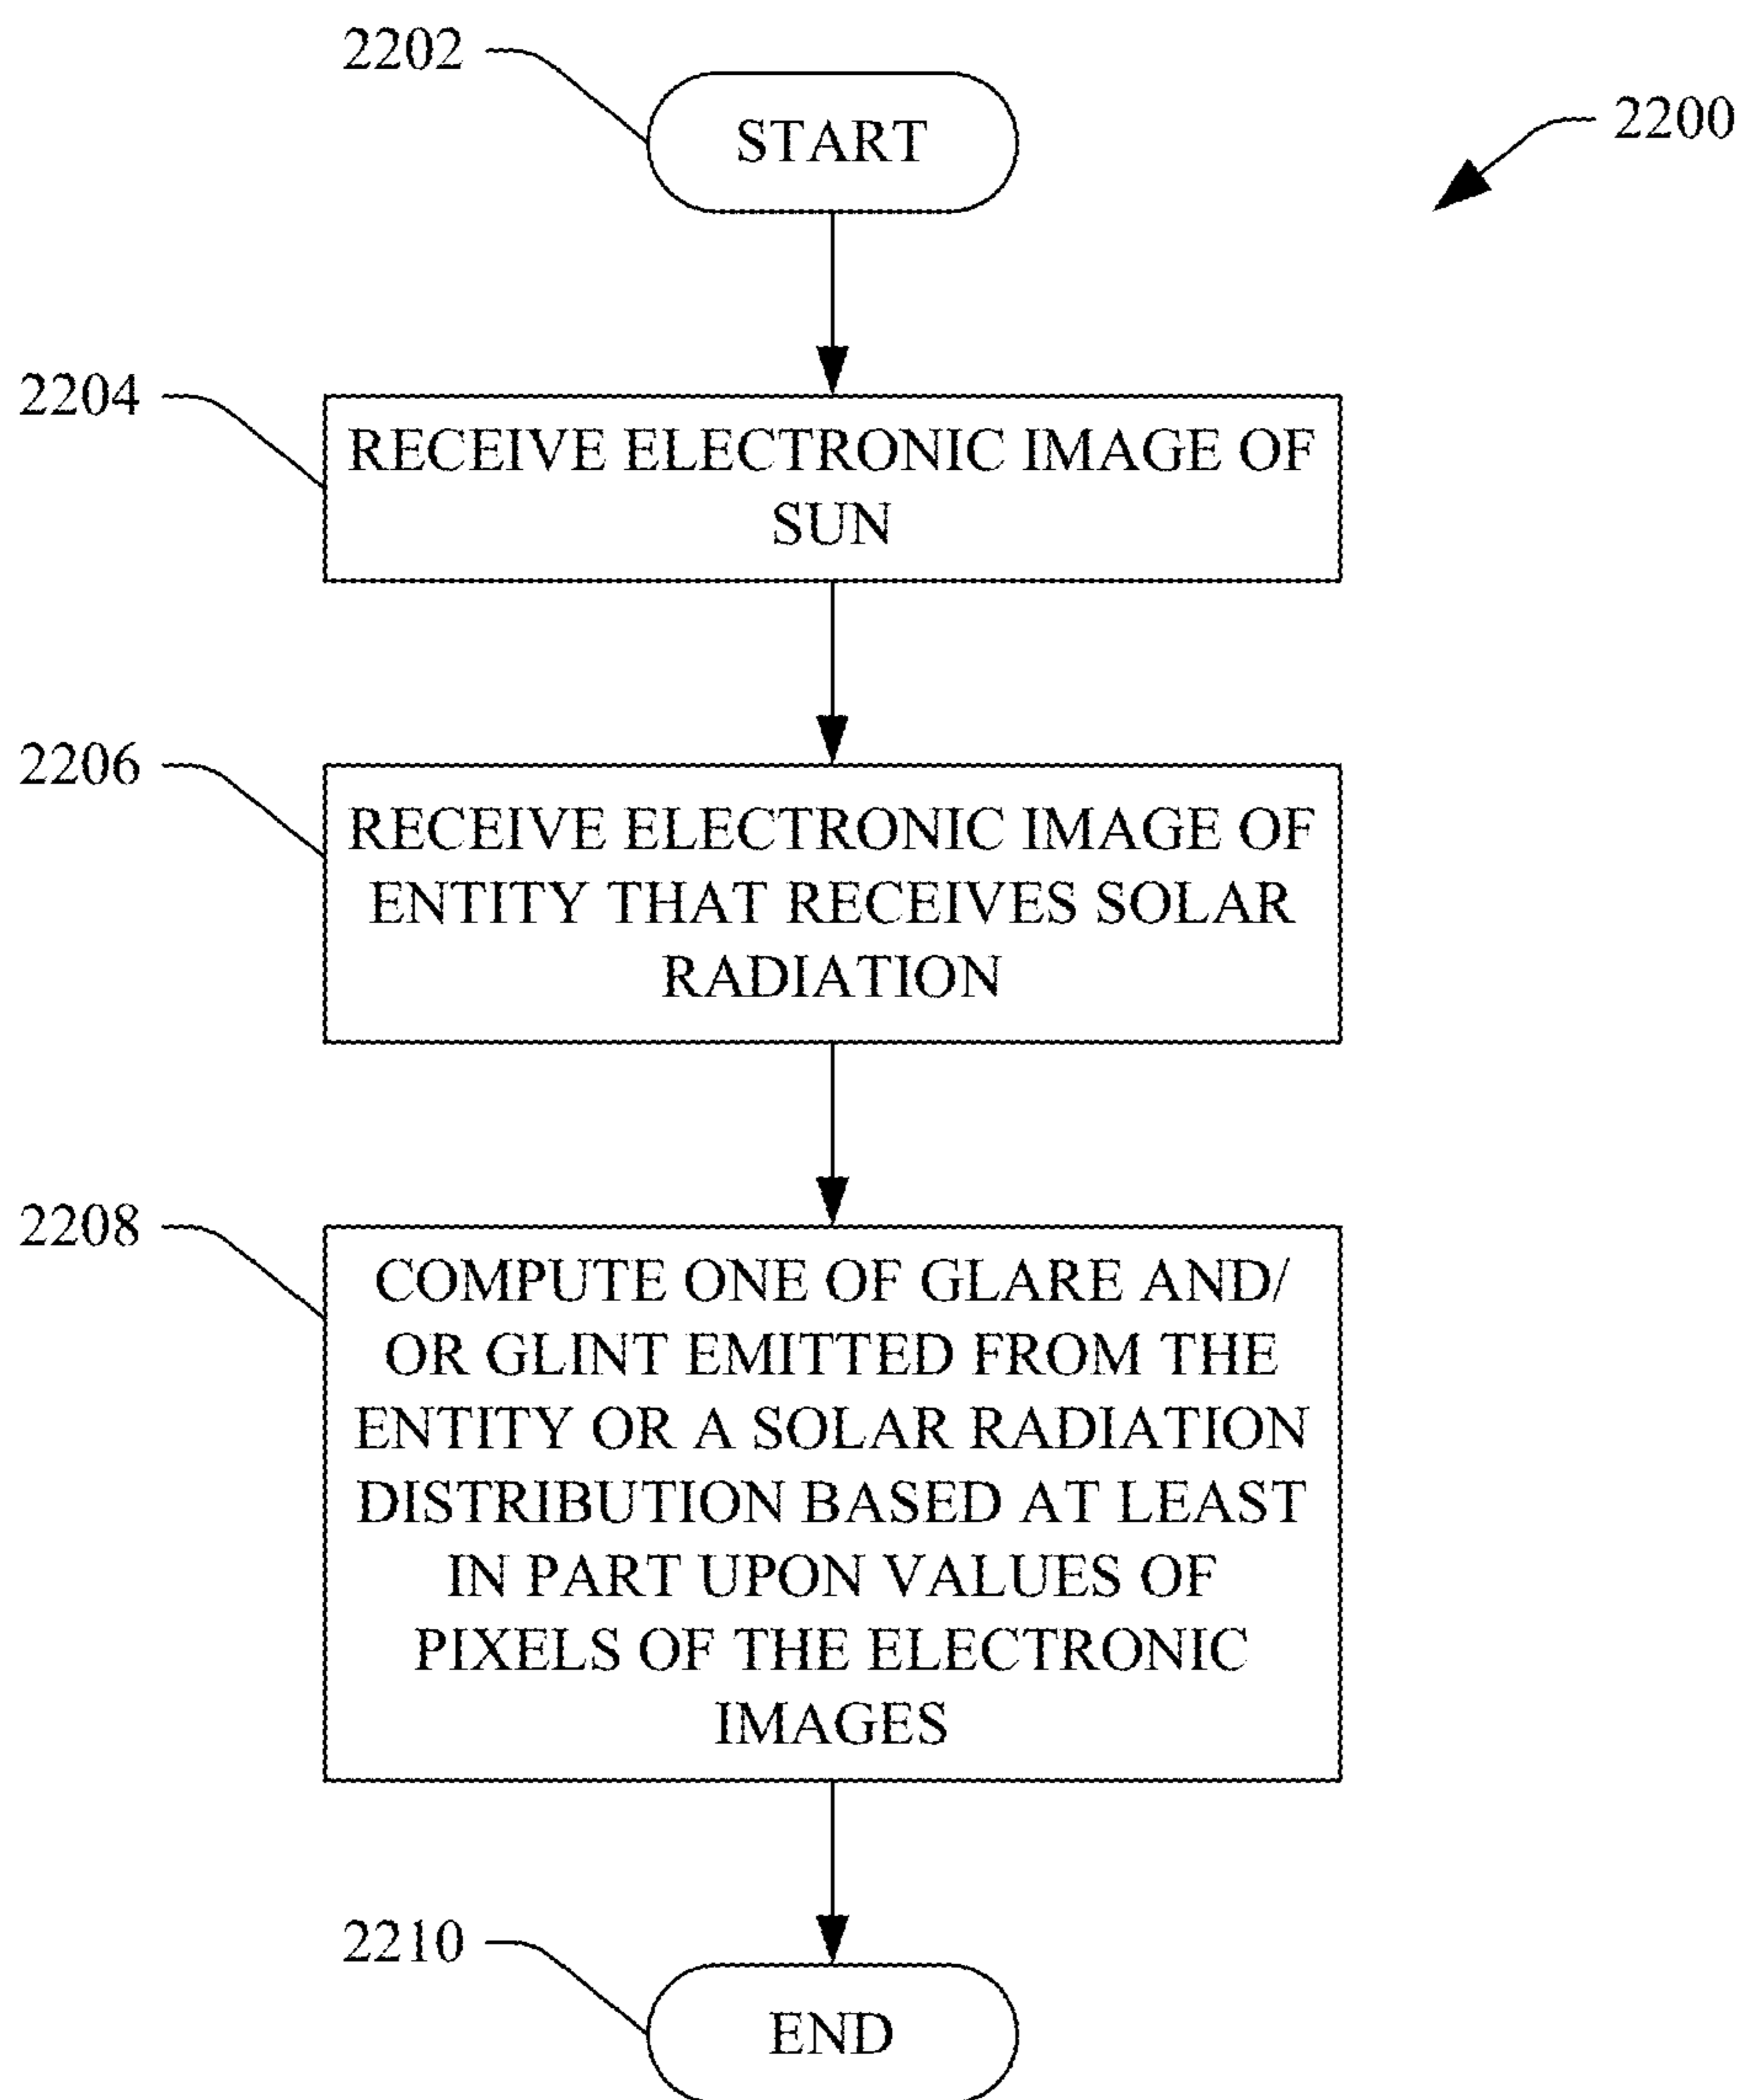 2202
START
2200
2204
RECEIVE ELECTRONIC IMAGE OF
SUN
2206
RECEIVE ELECTRONIC IMAGE OF
ENTITY THAT RECEIVES SOLAR
RADIATION
2208
COMPUTE ONE OF GLARE AND/
OR GLINT EMITTED FROM THE
ENTITY OR A SOLAR RADIATION
DISTRIBUTION BASED AT LEAST
IN PART UPON VALUES OF
PIXELS OF THE ELECTRONIC
IMAGES
2210
END